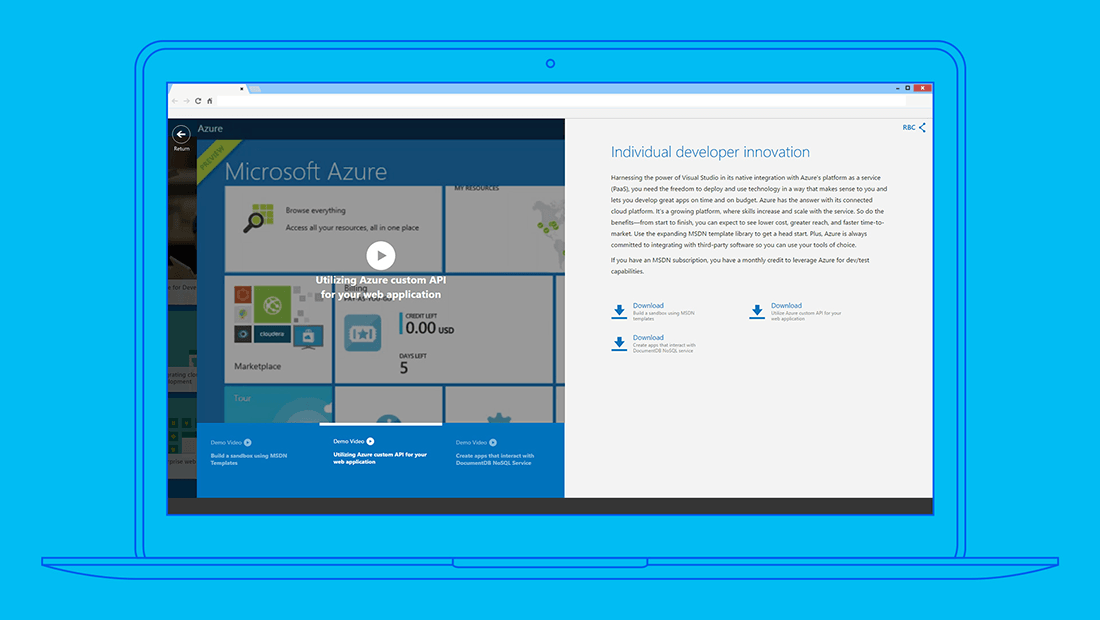 Azure
Return
PREVIEW
Microsoft Azure
Browse everything
Access all your resources, all in one place
MY RESOURCES
Utilizing Azure custom API
for your web application
Billing
CREDIT LEFT
0.00 USD
DAYS LEFT
5
cloudera
Marketplace
Tour
Demo Video
Build a sandbox using MSDN
Templates
Demo Video
Utilizing Azure custom API for your
web application
Demo Video
Create apps that interact with
DocumentDB NoSQL Service
RBC
Individual developer innovation
Harnessing the power of Visual Studio in its native integration with Azure's platform as a service
(PaaS), you need the freedom to deploy and use technology in a way that makes sense to you and
lets you develop great apps on time and on budget. Azure has the answer with its connected
cloud platform. It's a growing platform, where skills increase and scale with the service. So do the
benefits—from start to finish, you can expect to see lower cost, greater reach, and faster time-to-
market. Use the expanding MSDN template library to get a head start. Plus, Azure is always
committed to integrating with third-party software so you can use your tools of choice.
If you have an MSDN subscription, you have a monthly credit to leverage Azure for dev/test
capabilities.
Download
Build a sandbox using MSDN
templates
Download
Utilize Azure custom API for your
web application
Download
Create apps that interact with
DocumentDB NoSQL service